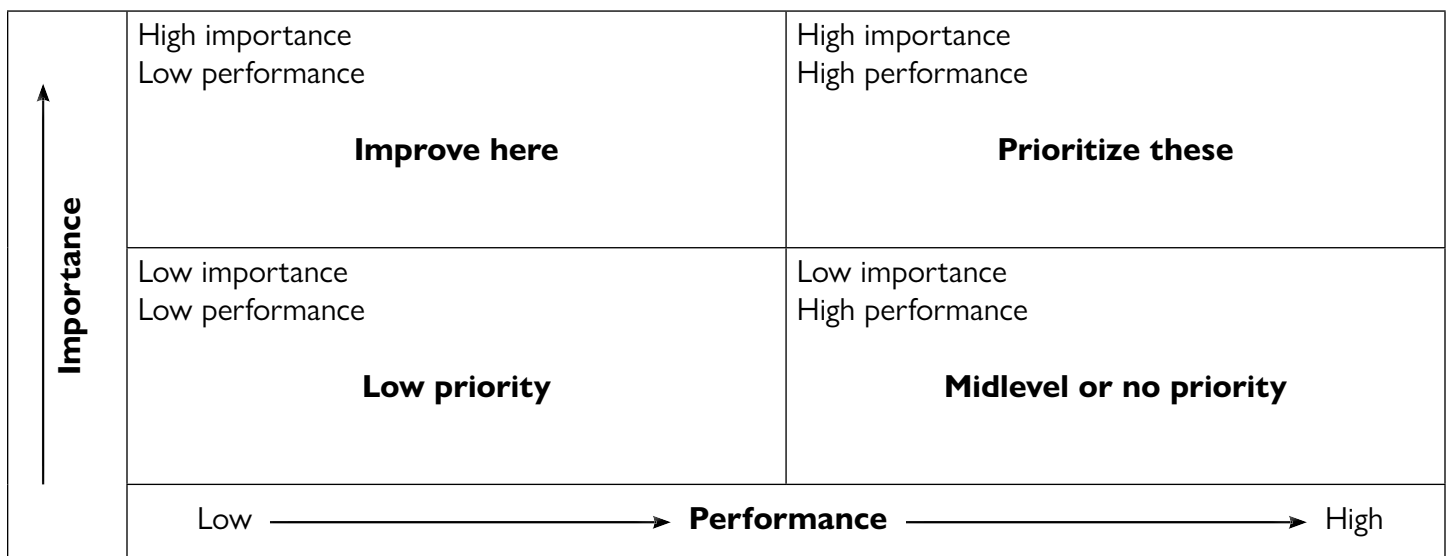 High importance
Low performance
Improve here
High importance
High performance
Prioritize these
Importance
Low importance
Low performance
Low priority
Low importance
High performance
Midlevel or no priority
Low Performance High